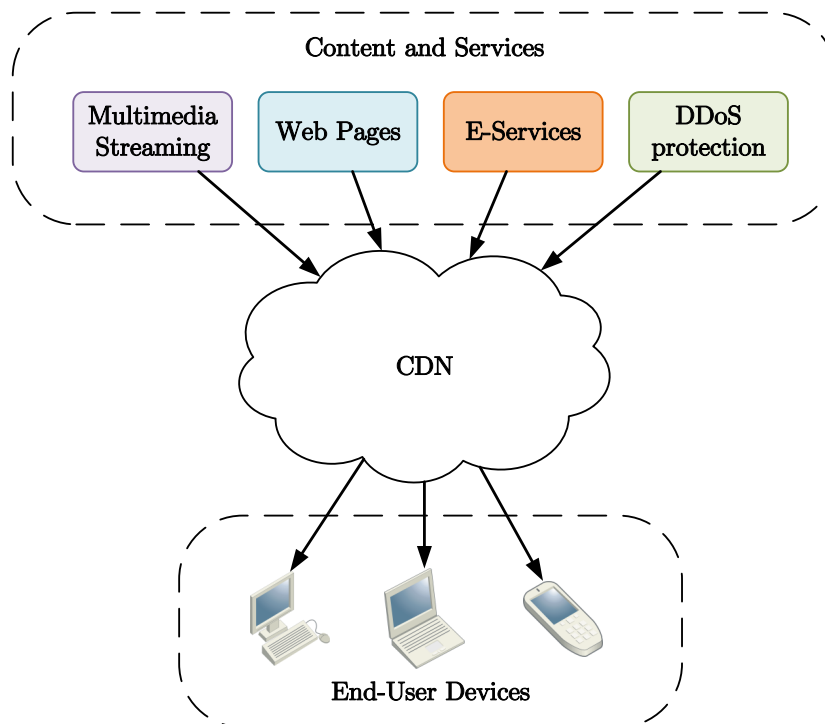 Content and Services
Multimedia
Streaming
Web Pages
E-Services
DDoS
protection
CDN
End-User Devices